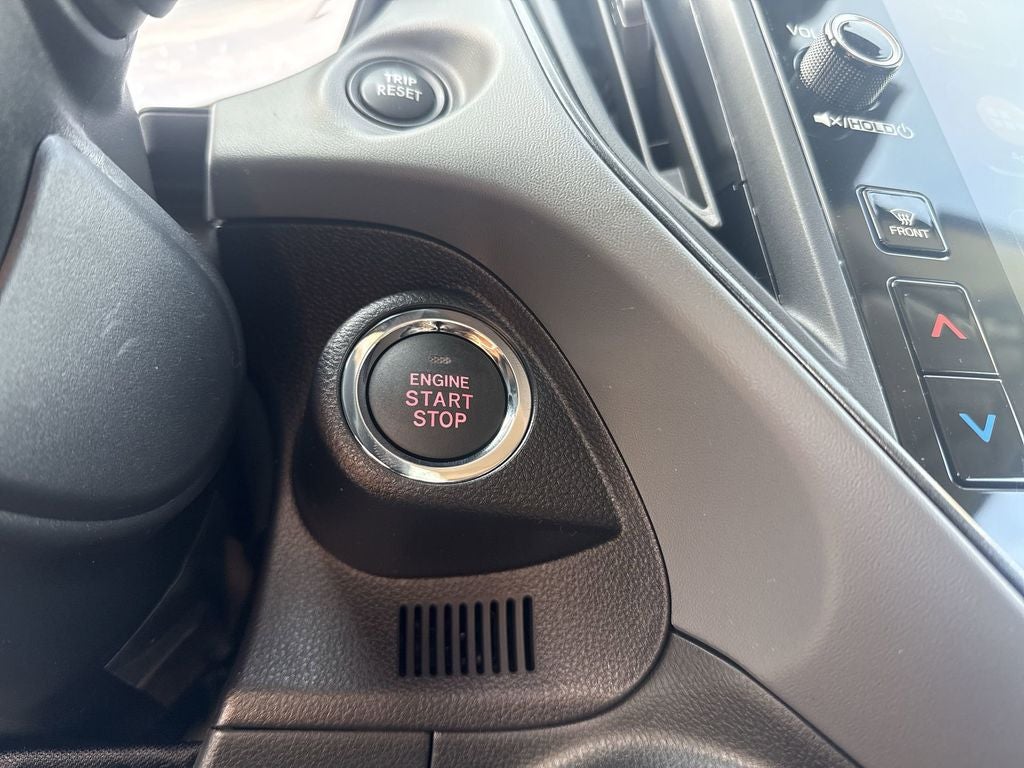 TRIP
RESET
VOL
/HOLD
FRONT
ENGINE
START
STOP